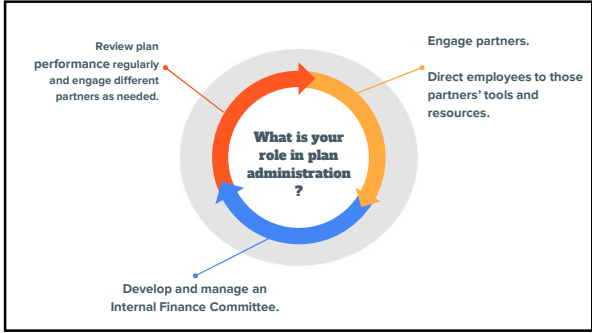 Review plan
performance regularly
and engage different
partners as needed.
Engage partners.
Direct employees to those
partners' tools and
resources.
What is your
role in plan
administration
?
Develop and manage an
Internal Finance Committee.